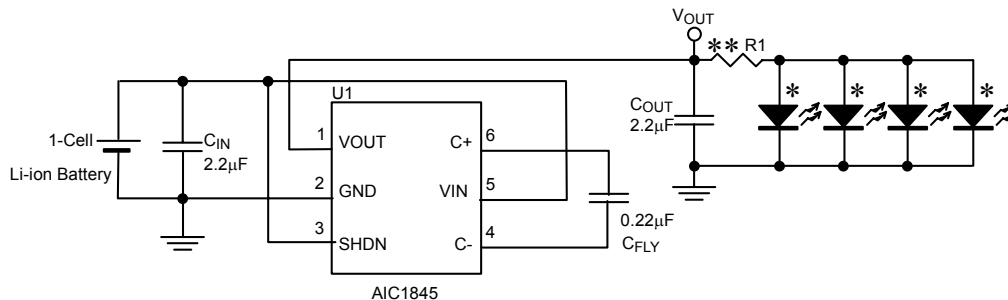 VOUT
** R1
* * * *
U1
COUT
2.2μF
1-Cell
Li-ion Battery
CIN
2.2μF
1 VOUT C+ 6
2 GND VIN 5
3 SHDN C- 4
0.22μF
CFLY
AIC1845